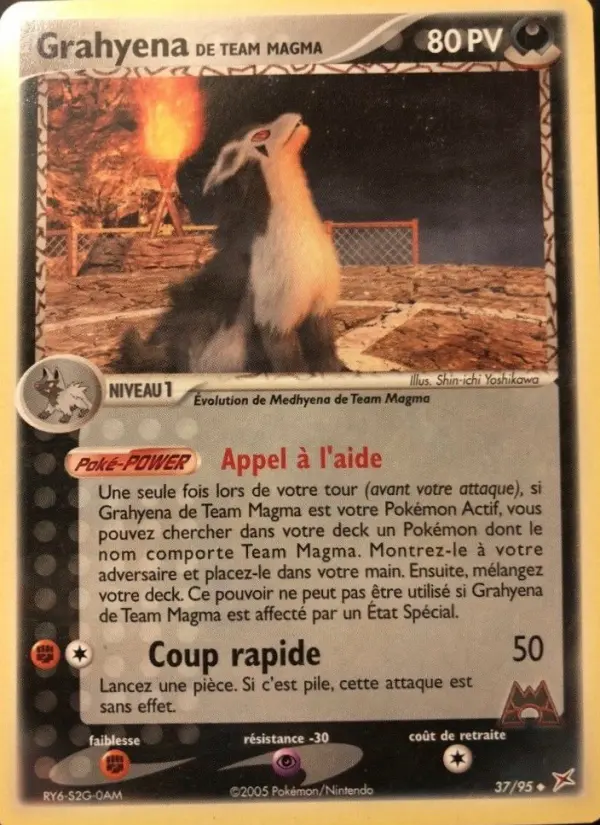 Grahyena DE TEAM MAGMA 80 PV
Illus. Shin-ichi Yoshikawa
NIVEAU 1
Évolution de Medhyena de Team Magma
Poké-POWER Appel à l'aide
Une seule fois lors de votre tour (avant votre attaque), si
Grahyena de Team Magma est votre Pokémon Actif, vous
pouvez chercher dans votre deck un Pokémon dont le
nom comporte Team Magma. Montrez-le à votre
adversaire et placez-le dans votre main. Ensuite, mélangez
votre deck. Ce pouvoir ne peut pas être utilisé si Grahyena
de Team Magma est affecté par un État Spécial.
Coup rapide 50
Lancez une pièce. Si c'est pile, cette attaque est
sans effet.
faiblesse résistance -30 coût de retraite
RY6-S2G-0AM ©2005 Pokémon/Nintendo 37/95